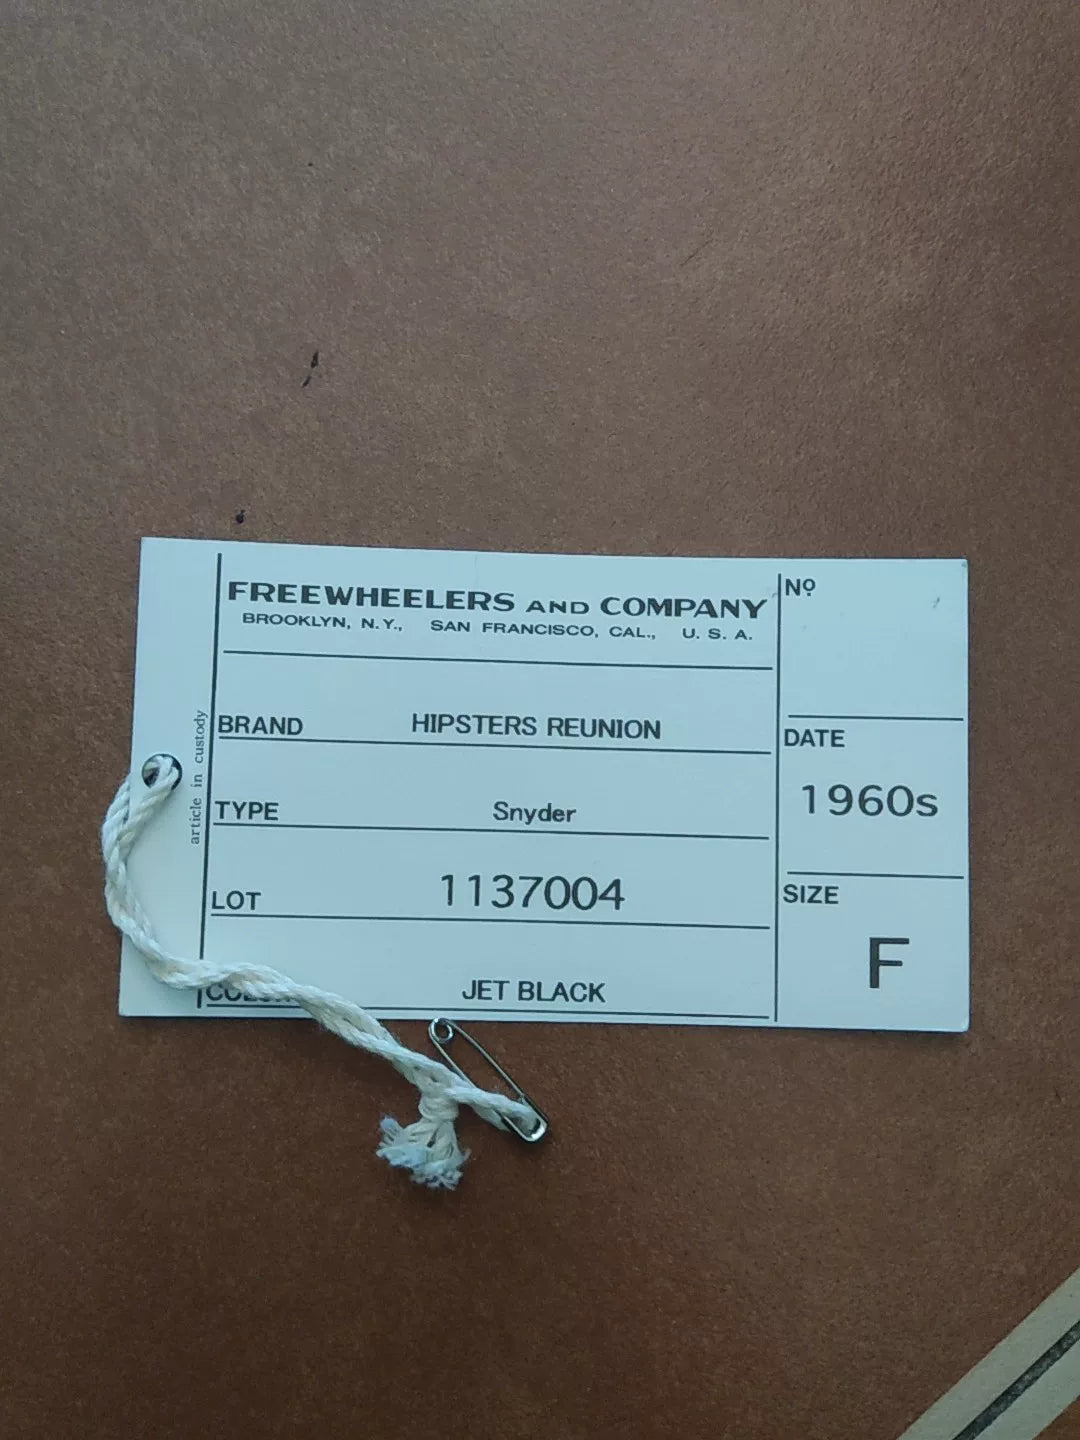 FREEWHEELERS AND COMPANY
BROOKLYN, N.Y., SAN FRANCISCO, CAL., U. S. A.
BRAND HIPSTERS REUNION
TYPE Snyder
LOT 1137004
JET BLACK
Nº
DATE
1960s
SIZE
F
article in custody